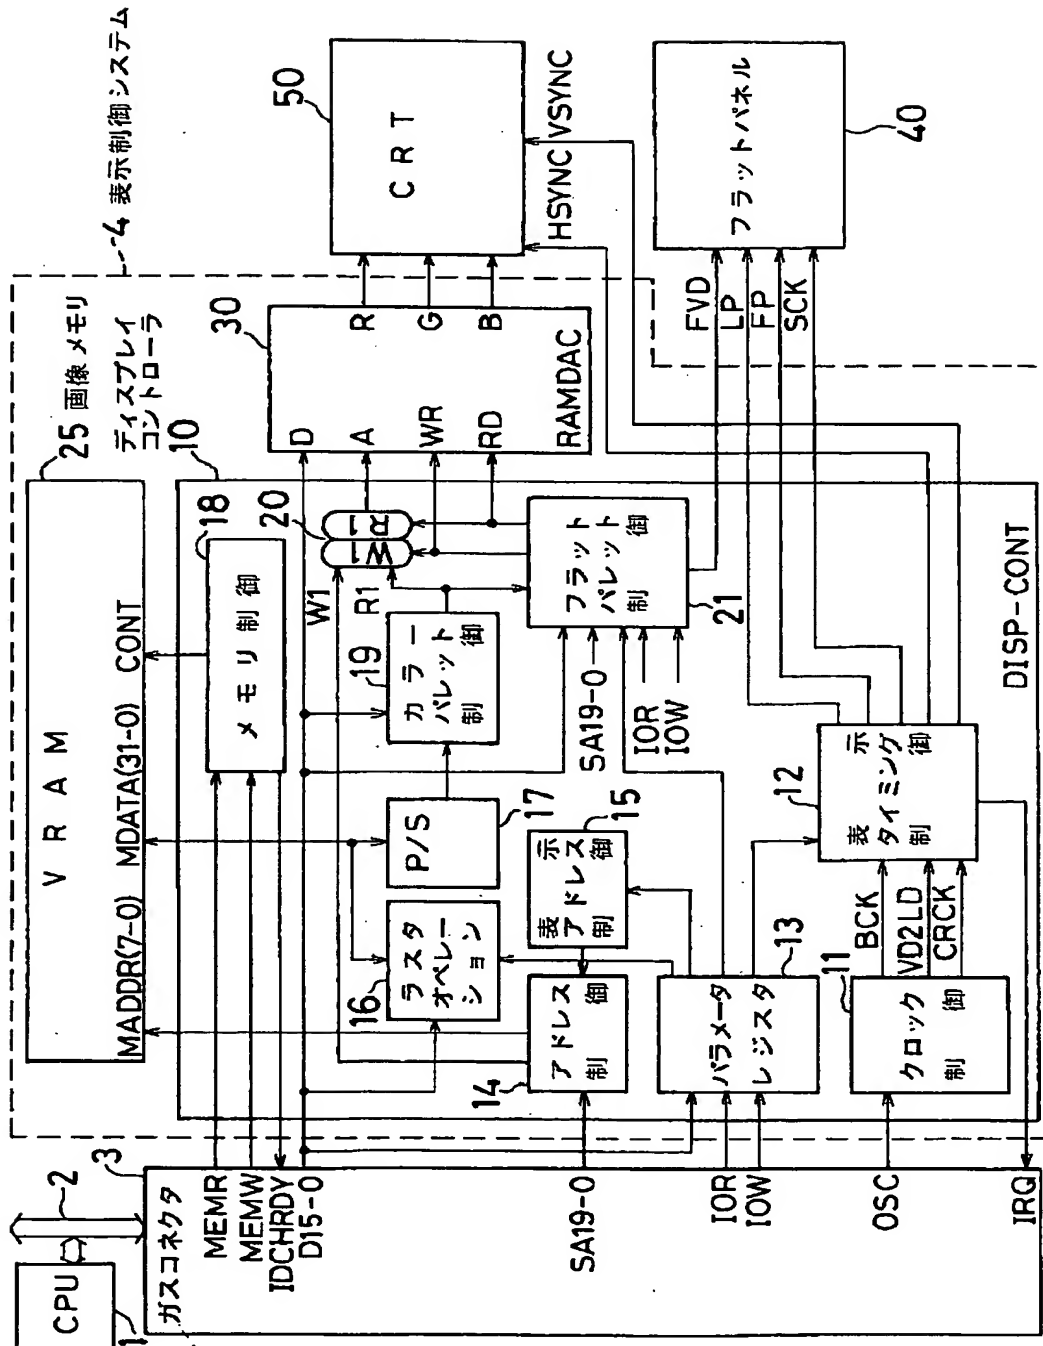 4 表示制御システム
25 画像メモリ
ディスプレイ
コントローラ
10
VRAM
MADDR(7-0) MDATA(31-0) CONT
18
メモリ制御
20
W1
R1
W1
R1
30
D
A
WR
RD
R
G
B
RAMDAC
50
CRT
HSYNC
VSYNC
40
フラットパネル
FVD
LP
FP
SCK
19
カラー
パレット
制御
フラット
パレット
制御
21
SA19-0
IOR
IOW
P/S
17
ラスタ
オペレー
ション
16
15
表示
アドレス
制御
アドレス
制御
14
パラメータ
レジスタ
13
12
表示
タイミング
制御
BCK
VD2LD
CRCK
11
クロック
制御
DISP-CONT
CPU
1
2
3
ガスコネクタ
MEMR
MEMW
IDCHRDY
D15-0
SA19-0
IOR
IOW
OSC
IRQ